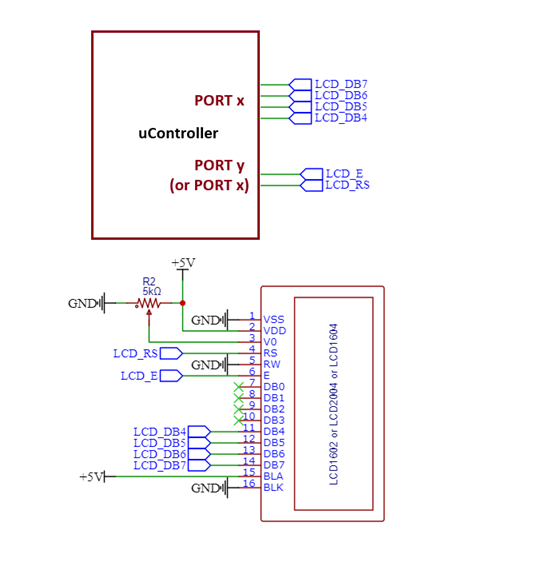 PORT x
LCD_DB7
LCD_DB6
LCD_DB5
LCD_DB4
uController
PORT y
(or PORT x)
LCD_E
LCD_RS
+5V
R2
5kΩ
GND
GND
1 VSS
2 VDD
3 V0
LCD_RS
4 RS
GND
5 RW
LCD_E
6 E
7 DB0
8 DB1
9 DB2
10 DB3
LCD_DB4
11 DB4
LCD_DB5
12 DB5
LCD_DB6
13 DB6
LCD_DB7
14 DB7
+5V
15 BLA
GND
16 BLK
LCD1602 or LCD2004 or LCD1604